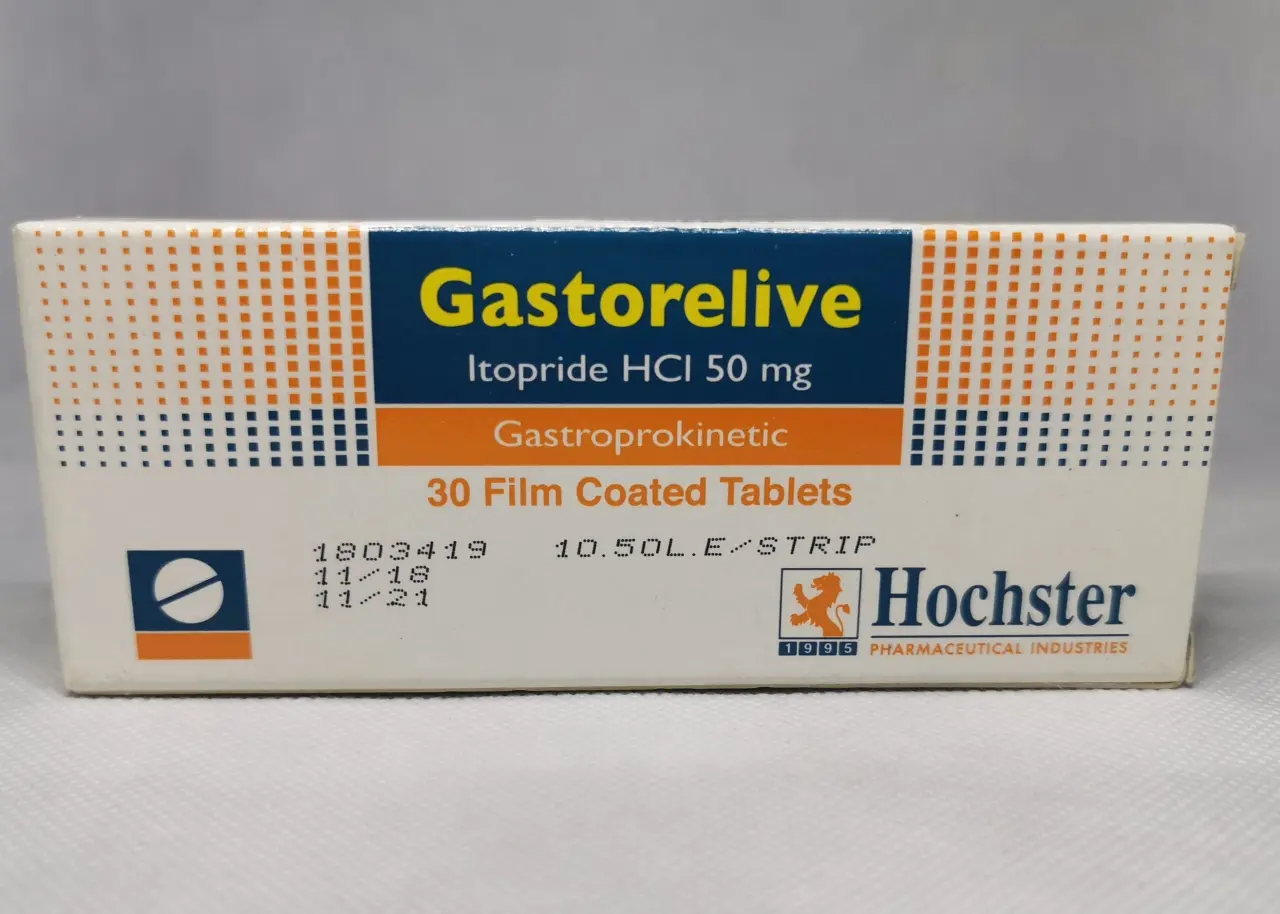 Gastorelive
Itopride HCl 50 mg
Gastroprokinetic
30 Film Coated Tablets
1803419 10.50L.E/STRIP
11/18
11/21
Hochster
1995 PHARMACEUTICAL INDUSTRIES